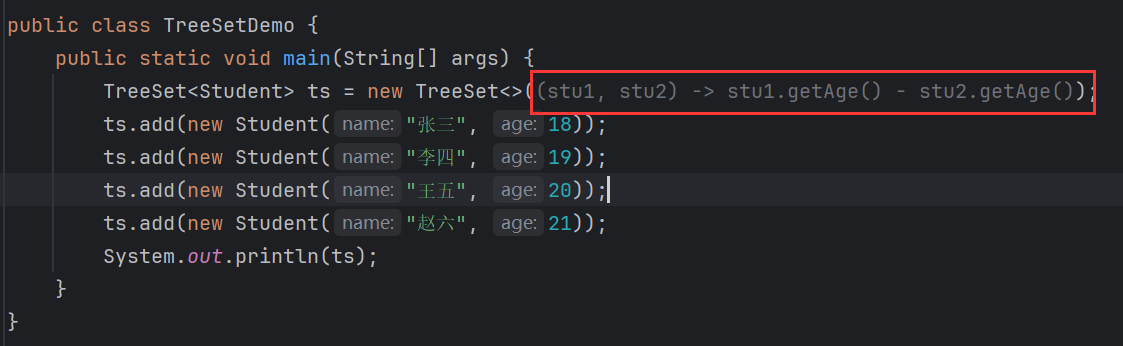 public class TreeSetDemo {
public static void main(String[] args) {
TreeSet<Student> ts = new TreeSet<>((stu1, stu2) -> stu1.getAge() - stu2.getAge());
ts.add(new Student( name: "张三", age: 18));
ts.add(new Student( name: "李四", age: 19));
ts.add(new Student( name: "王五", age: 20));
ts.add(new Student( name: "赵六", age: 21));
System.out.println(ts);
}
}